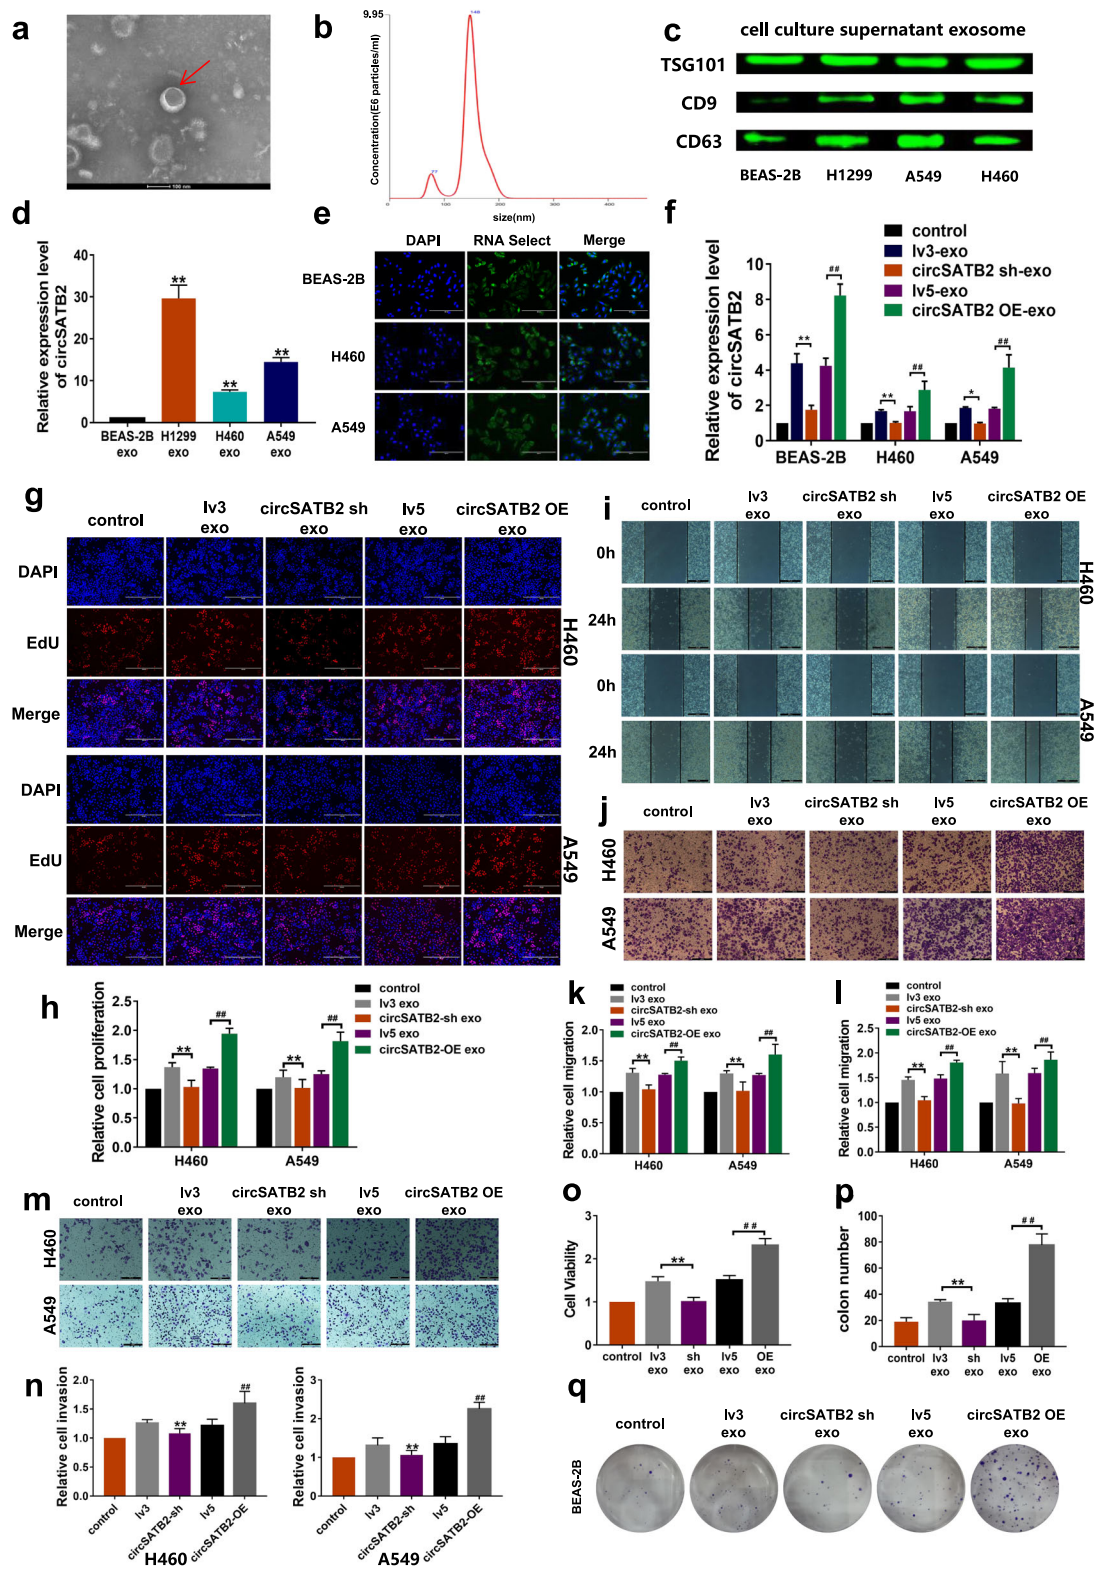 a
100 nm
b
9.95
149
77
Concentration(E6 particles/ml)
0
100
200
300
400
size(nm)
c
cell culture supernatant exosome
TSG101
CD9
CD63
BEAS-2B H1299 A549 H460
d
Relative expression level
of circSATB2
40
30
20
10
0
**
**
**
BEAS-2B H1299 H460 A549
exo exo exo exo
e
DAPI RNA Select Merge
BEAS-2B
H460
A549
f
control
lv3-exo
circSATB2 sh-exo
lv5-exo
circSATB2 OE-exo
Relative expression level
of circSATB2
10
8
6
4
2
0
** ##
** ##
* ##
BEAS-2B H460 A549
g
control lv3 exo circSATB2 sh exo lv5 exo circSATB2 OE exo
DAPI
EdU
Merge
H460
DAPI
EdU
Merge
A549
h
control
lv3 exo
circSATB2-sh exo
lv5 exo
circSATB2-OE exo
Relative cell proliferation
2.5
2.0
1.5
1.0
0.5
0.0
** ##
** ##
H460 A549
i
control lv3 exo circSATB2 sh exo lv5 exo circSATB2 OE exo
0h
24h
H460
0h
24h
A549
j
control lv3 exo circSATB2 sh exo lv5 exo circSATB2 OE exo
H460
A549
k
control
lv3 exo
circSATB2-sh exo
lv5 exo
circSATB2-OE exo
Relative cell migration
2.0
1.5
1.0
0.5
0.0
** ##
** ##
H460 A549
l
control
lv3 exo
circSATB2-sh exo
lv5 exo
circSATB2-OE exo
Relative cell migration
2.5
2.0
1.5
1.0
0.5
0.0
** ##
** ##
H460 A549
m
control lv3 exo circSATB2 sh exo lv5 exo circSATB2 OE exo
H460
A549
n
Relative cell invasion
2.0
1.5
1.0
0.5
0.0
**
##
control lv3 circSATB2-sh lv5 circSATB2-OE
H460
Relative cell invasion
3
2
1
0
**
##
control lv3 circSATB2-sh lv5 circSATB2-OE
A549
o
Cell Viability
3
2
1
0
**
##
control lv3 exo sh exo lv5 exo OE exo
p
colon number
100
80
60
40
20
0
**
##
control lv3 exo sh exo lv5 exo OE exo
q
control lv3 exo circSATB2 sh exo lv5 exo circSATB2 OE exo
BEAS-2B